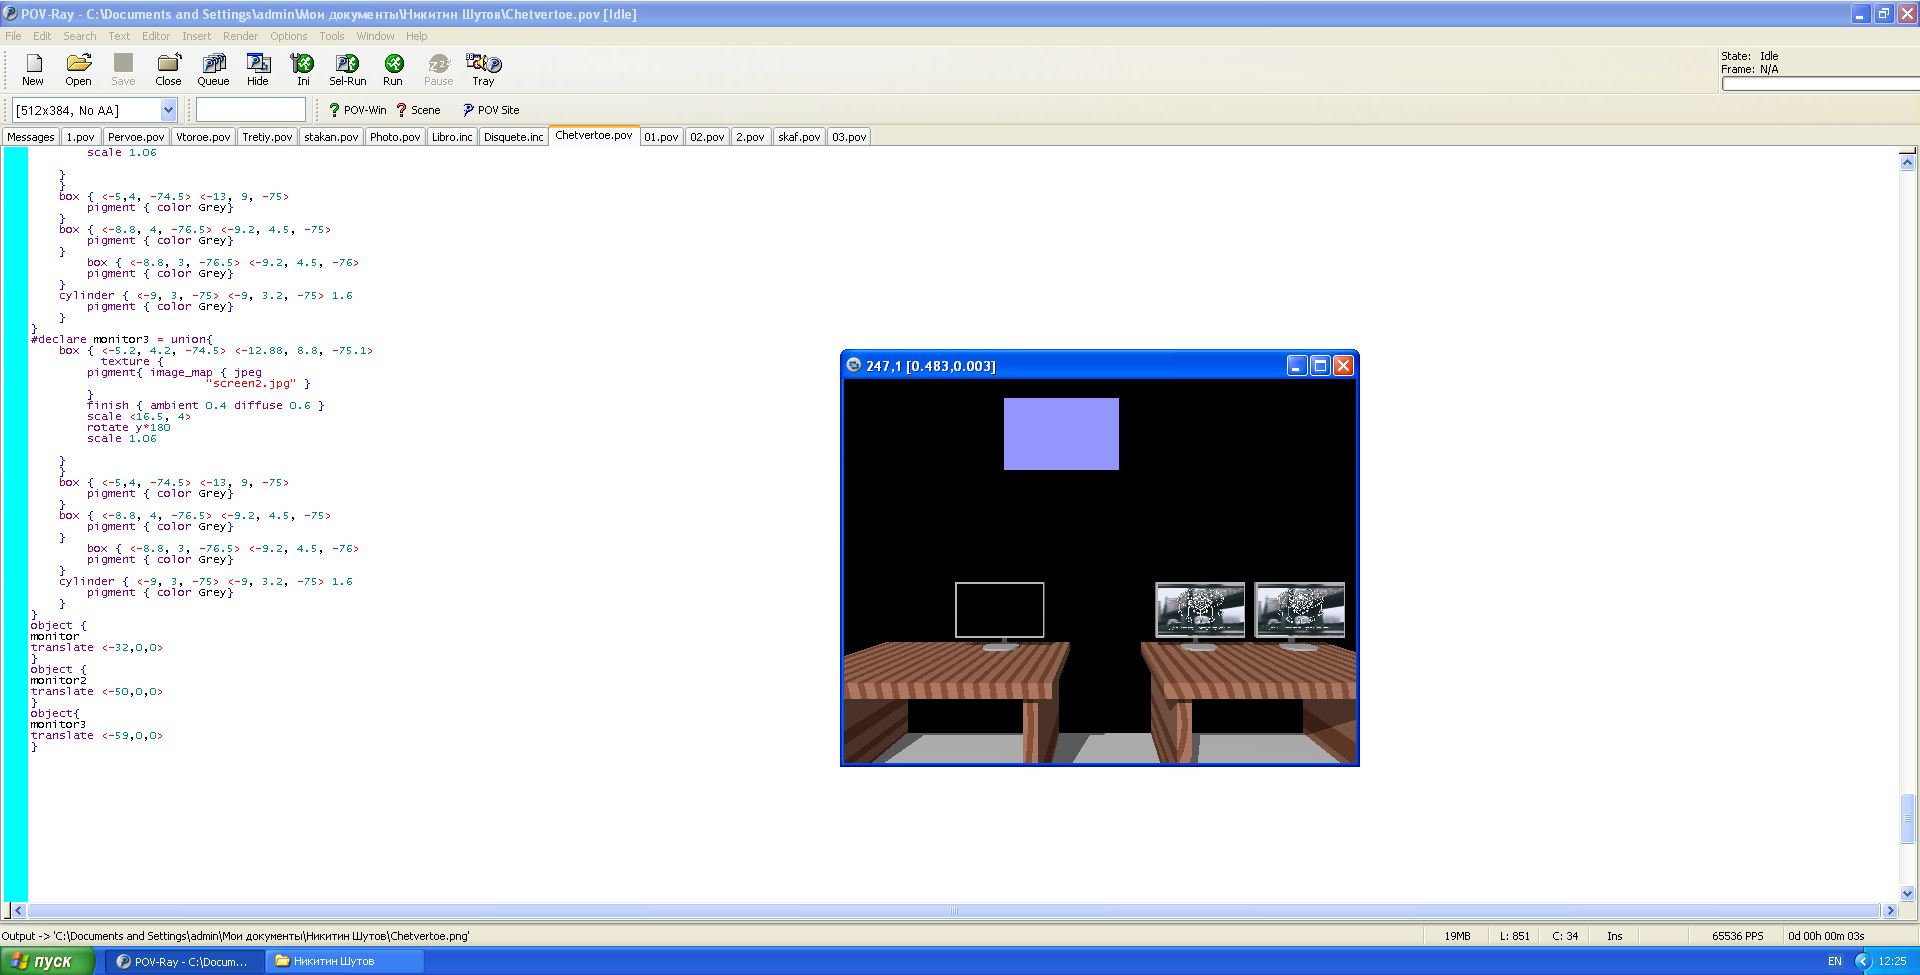 POV-Ray - C:\Documents and Settings\admin\Мои документы\Никитин Шутов\Chetvertoe.pov [Idle]
File Edit Search Text Editor Insert Render Options Tools Window Help
New Open Save Close Queue Hide Ini Sel-Run Run Pause Tray
State: Idle
Frame: N/A
[512x384, No AA] POV-Win Scene POV Site
Messages 1.pov Pervoe.pov Vtoroe.pov Tretiy.pov stakan.pov Photo.pov Libro.inc Disquete.inc Chetvertoe.pov 01.pov 02.pov 2.pov skaf.pov 03.pov
scale 1.06
}
}
box { <-5,4, -74.5> <-13, 9, -75>
pigment { color Grey}
}
box { <-8.8, 4, -76.5> <-9.2, 4.5, -75>
pigment { color Grey}
}
box { <-8.8, 3, -76.5> <-9.2, 4.5, -76>
pigment { color Grey}
}
cylinder { <-9, 3, -75> <-9, 3.2, -75> 1.6
pigment { color Grey}
}
}
#declare monitor3 = union{
box { <-5.2, 4.2, -74.5> <-12.88, 8.8, -75.1>
texture {
pigment{ image_map { jpeg
"screen2.jpg" }
}
finish { ambient 0.4 diffuse 0.6 }
scale <16.5, 4>
rotate y*180
scale 1.06
}
}
box { <-5,4, -74.5> <-13, 9, -75>
pigment { color Grey}
}
box { <-8.8, 4, -76.5> <-9.2, 4.5, -75>
pigment { color Grey}
}
box { <-8.8, 3, -76.5> <-9.2, 4.5, -76>
pigment { color Grey}
}
cylinder { <-9, 3, -75> <-9, 3.2, -75> 1.6
pigment { color Grey}
}
}
object {
monitor
translate <-32,0,0>
}
object {
monitor2
translate <-50,0,0>
}
object{
monitor3
translate <-59,0,0>
}
247,1 [0.483,0.003]
Output -> 'C:\Documents and Settings\admin\Мои документы\Никитин Шутов\Chetvertoe.png' 19MB L: 851 C: 34 Ins 65536 PPS 0d 00h 00m 03s
пуск POV-Ray - C:\Docum... Никитин Шутов EN 12:25